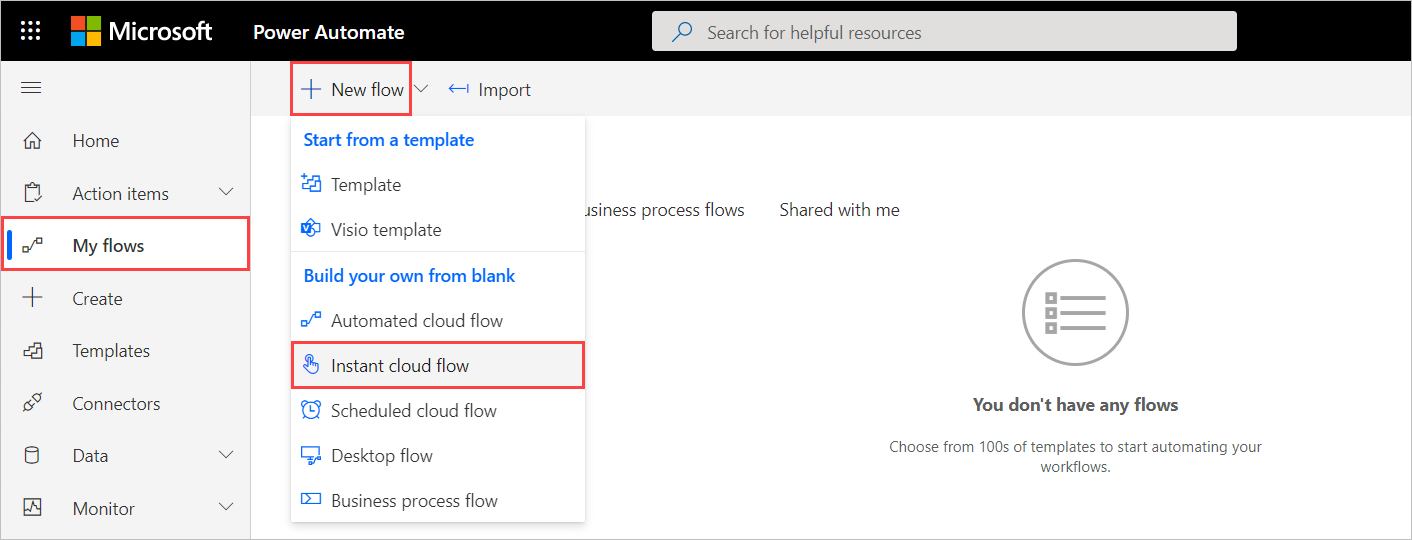 Microsoft Power Automate Search for helpful resources
New flow Import
Home
Action items
My flows
Create
Templates
Connectors
Data
Monitor
Start from a template
Template
Visio template
Build your own from blank
Automated cloud flow
Instant cloud flow
Scheduled cloud flow
Desktop flow
Business process flow
usiness process flows Shared with me
You don't have any flows
Choose from 100s of templates to start automating your
workflows.